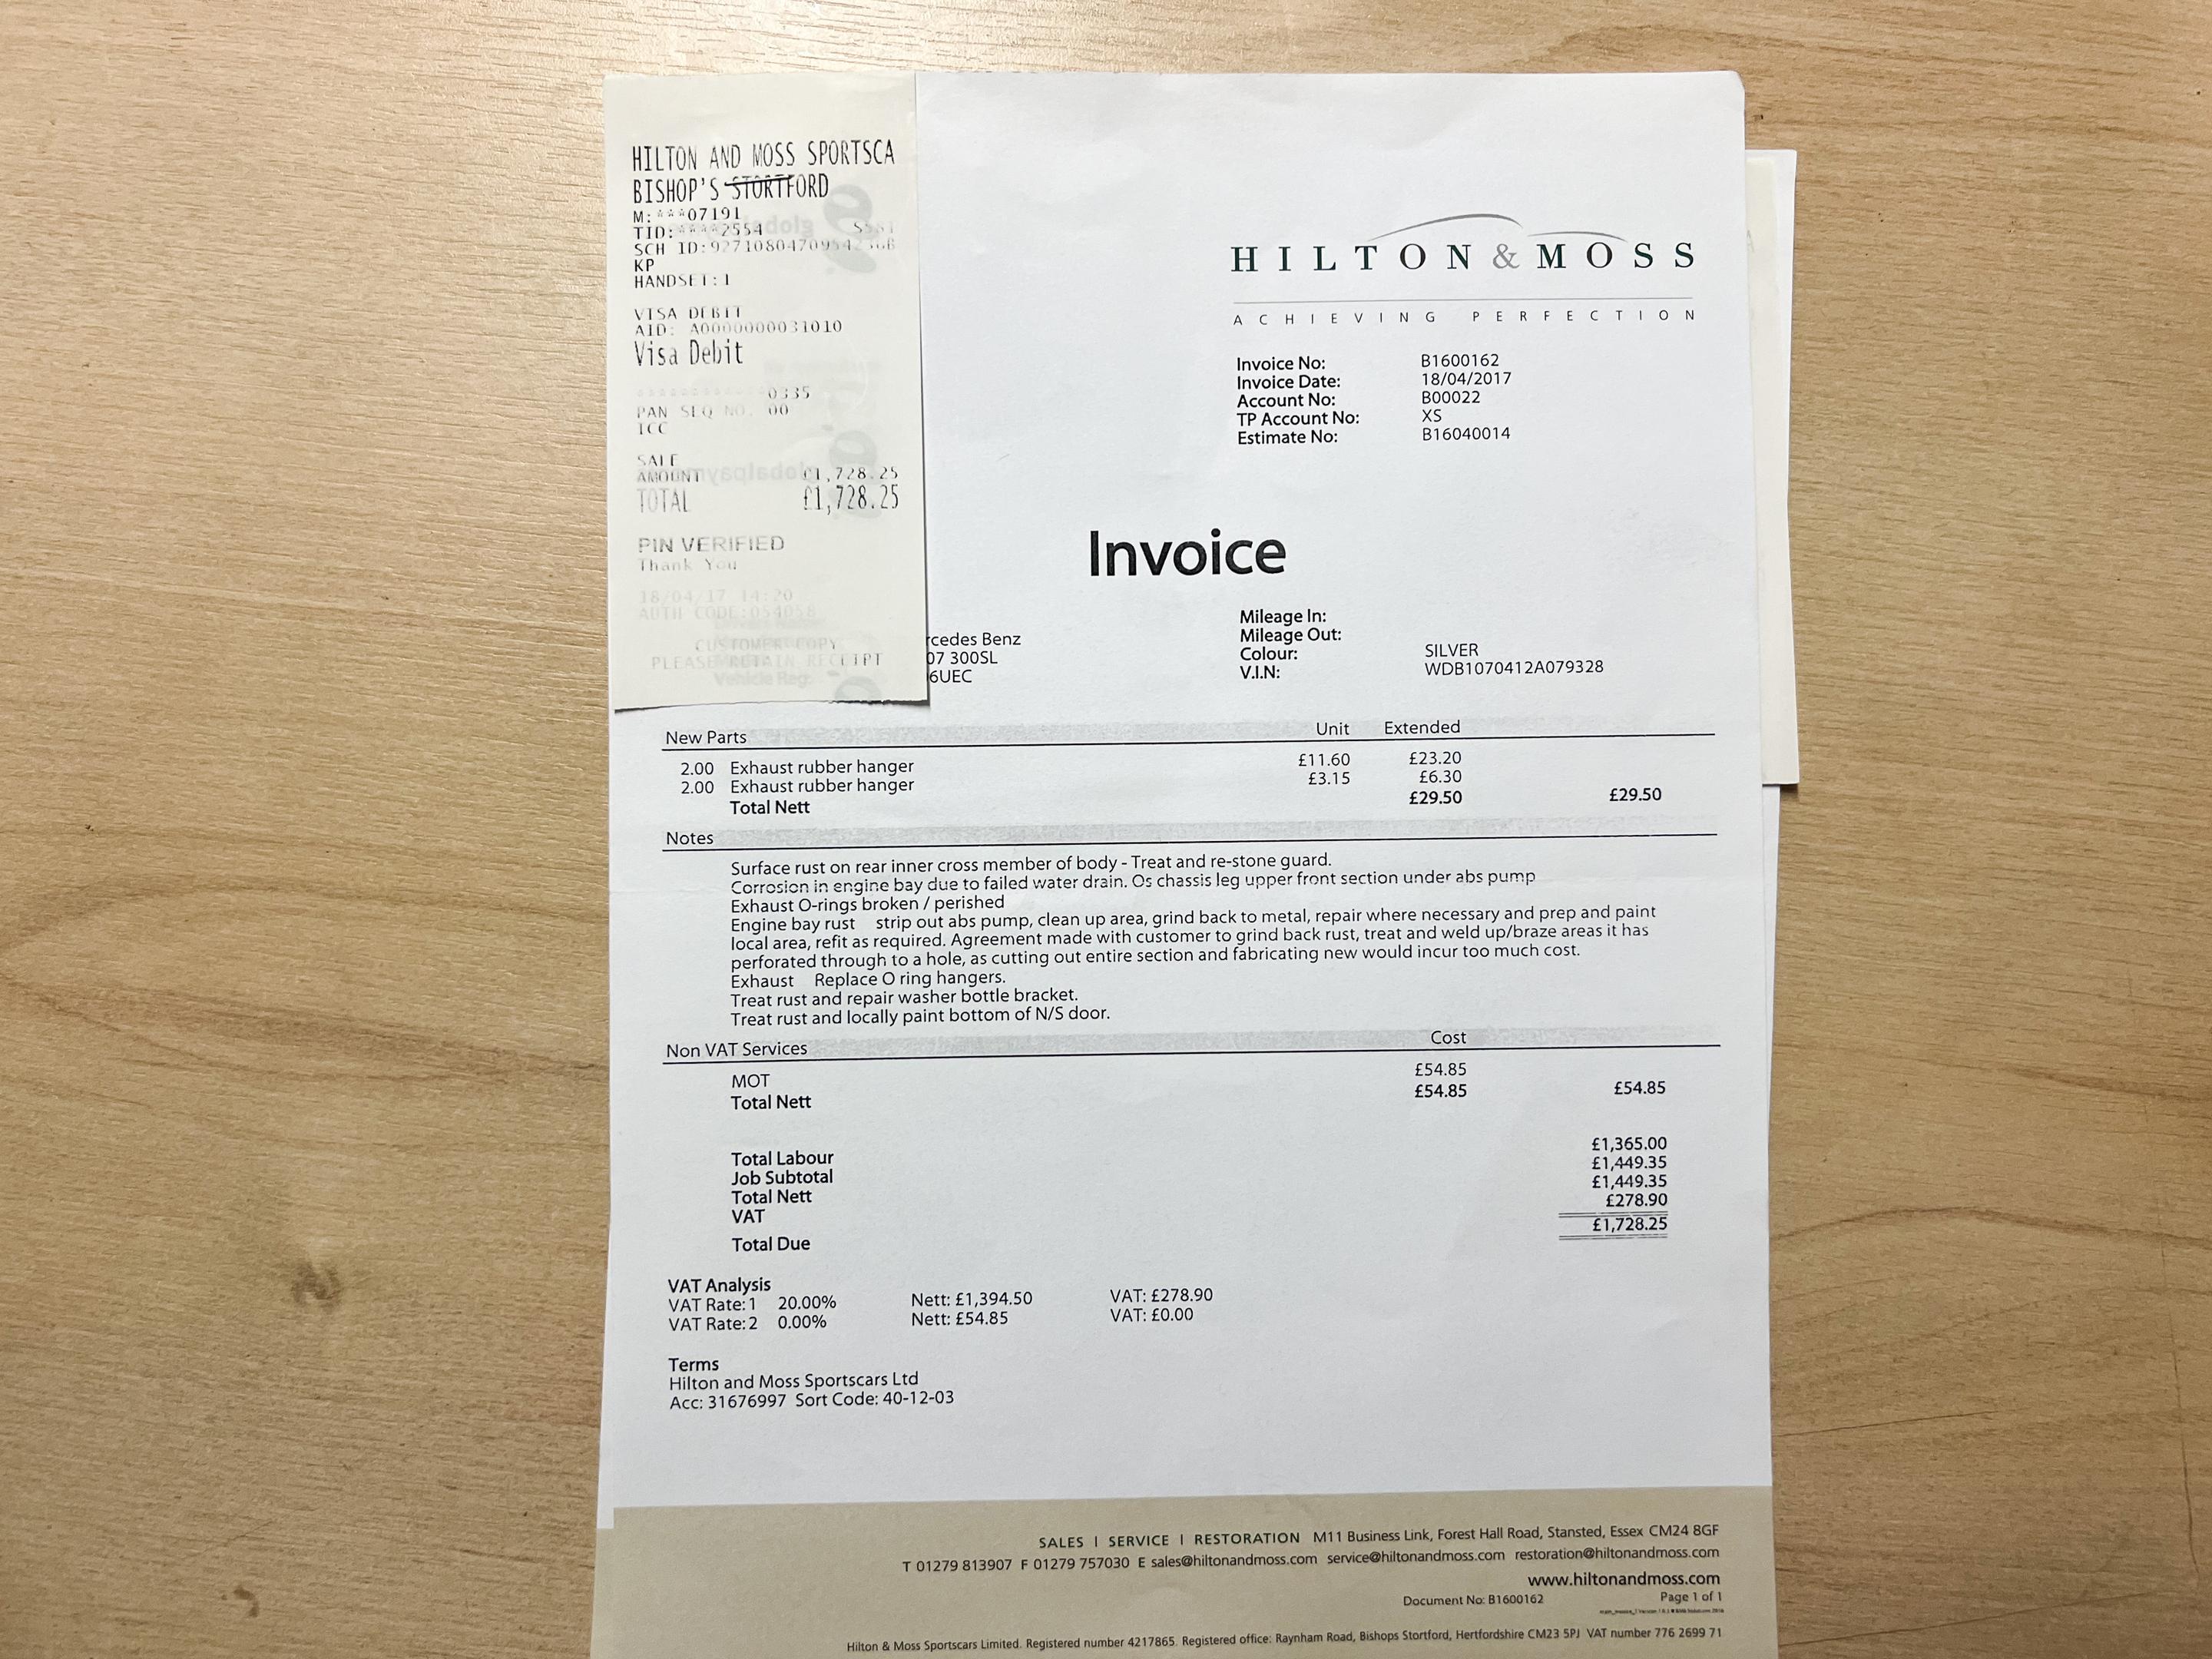 HILTON AND MOSS SPORTSCA
BISHOP'S STORTFORD
M:***07191
TID:****2554
SCH ID:
KP
HANDSET:1
VISA DEBIT
AID: A0000000031010
Visa Debit
0335
PAN SEQ NO. 00
ICC
SALE
AMOUNT £1,728.25
TOTAL £1,728.25
PIN VERIFIED
Thank You
18/04/17 14:20
AUTH CODE:054058
CUSTOMER COPY
PLEASE RETAIN RECEIPT
HILTON & MOSS
ACHIEVING PERFECTION
Invoice No: B1600162
Invoice Date: 18/04/2017
Account No: B00022
TP Account No: XS
Estimate No: B16040014
Invoice
Mileage In:
Mileage Out:
rcedes Benz Colour: SILVER
07 300SL V.I.N: WDB1070412A079328
6UEC
New Parts Unit Extended
2.00 Exhaust rubber hanger £11.60 £23.20
2.00 Exhaust rubber hanger £3.15 £6.30
Total Nett £29.50 £29.50
Notes
Surface rust on rear inner cross member of body - Treat and re-stone guard.
Corrosion in engine bay due to failed water drain. Os chassis leg upper front section under abs pump
Exhaust O-rings broken / perished
Engine bay rust strip out abs pump, clean up area, grind back to metal, repair where necessary and prep and paint
local area, refit as required. Agreement made with customer to grind back rust, treat and weld up/braze areas it has
perforated through to a hole, as cutting out entire section and fabricating new would incur too much cost.
Exhaust Replace O ring hangers.
Treat rust and repair washer bottle bracket.
Treat rust and locally paint bottom of N/S door.
Non VAT Services Cost
MOT £54.85
Total Nett £54.85 £54.85
Total Labour £1,365.00
Job Subtotal £1,449.35
Total Nett £1,449.35
VAT £278.90
Total Due £1,728.25
VAT Analysis
VAT Rate: 1 20.00% Nett: £1,394.50 VAT: £278.90
VAT Rate: 2 0.00% Nett: £54.85 VAT: £0.00
Terms
Hilton and Moss Sportscars Ltd
Acc: 31676997 Sort Code: 40-12-03
SALES | SERVICE | RESTORATION M11 Business Link, Forest Hall Road, Stansted, Essex CM24 8GF
T 01279 813907 F 01279 757030 E sales@hiltonandmoss.com service@hiltonandmoss.com restoration@hiltonandmoss.com
www.hiltonandmoss.com
Document No: B1600162 Page 1 of 1
Hilton & Moss Sportscars Limited. Registered number 4217865. Registered office: Raynham Road, Bishops Stortford, Hertfordshire CM23 5PJ VAT number 776 2699 71